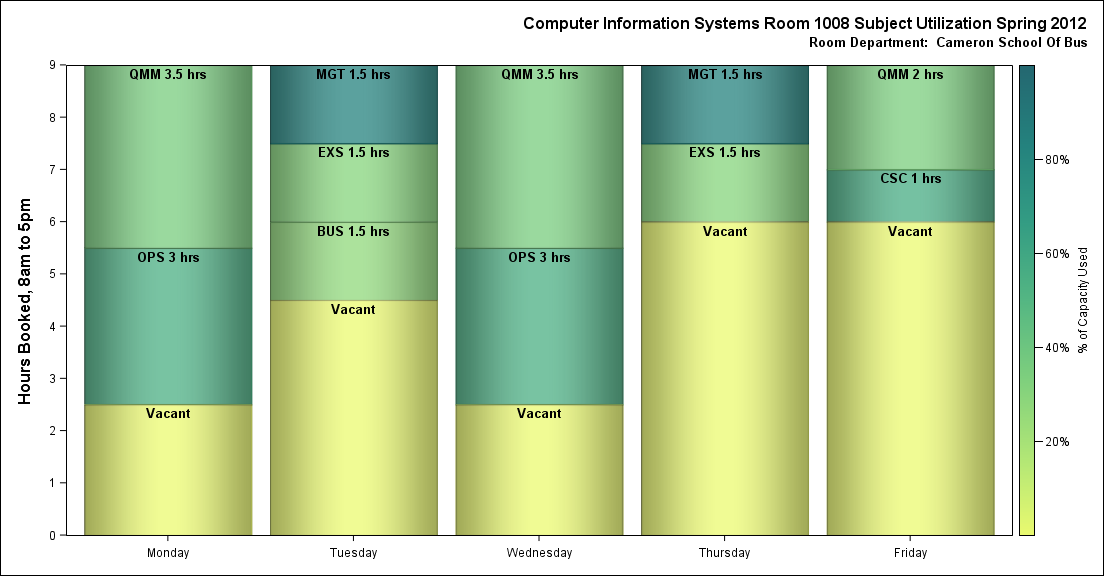 Computer Information Systems Room 1008 Subject Utilization Spring 2012
Room Department:  Cameron School Of Bus
Hours Booked, 8am to 5pm
9
8
7
6
5
4
3
2
1
0
QMM 3.5 hrs
OPS 3 hrs
Vacant
MGT 1.5 hrs
EXS 1.5 hrs
BUS 1.5 hrs
Vacant
QMM 3.5 hrs
OPS 3 hrs
Vacant
MGT 1.5 hrs
EXS 1.5 hrs
Vacant
QMM 2 hrs
CSC 1 hrs
Vacant
Monday
Tuesday
Wednesday
Thursday
Friday
80%
60%
40%
20%
% of Capacity Used